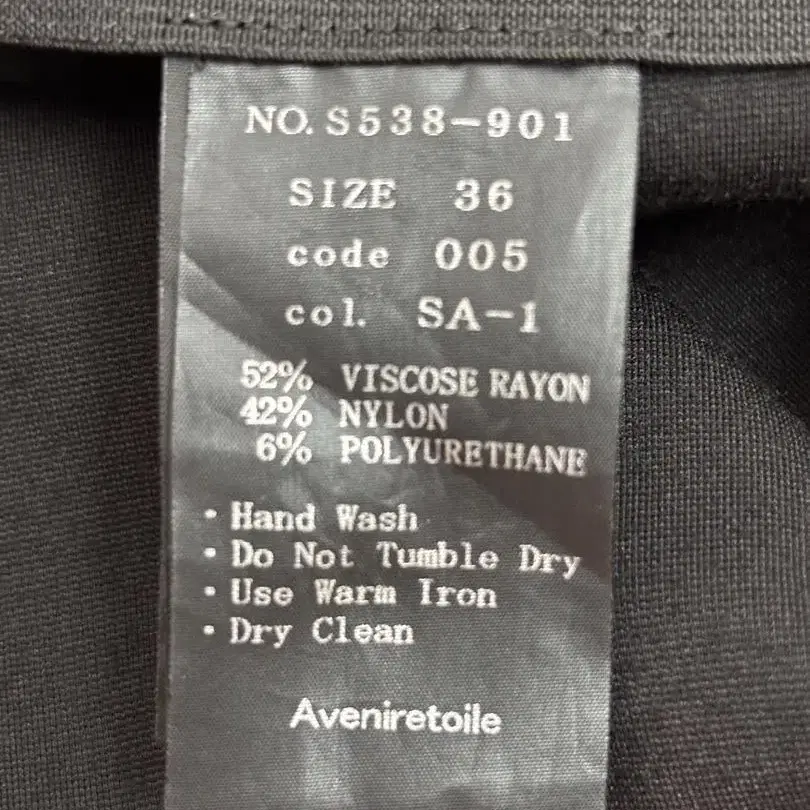 NO. S538-901
SIZE 36
code 005
col. SA-1
52% VISCOSE RAYON
42% NYLON
6% POLYURETHANE
・Hand Wash
・Do Not Tumble Dry
・Use Warm Iron
・Dry Clean
Aveniretoile